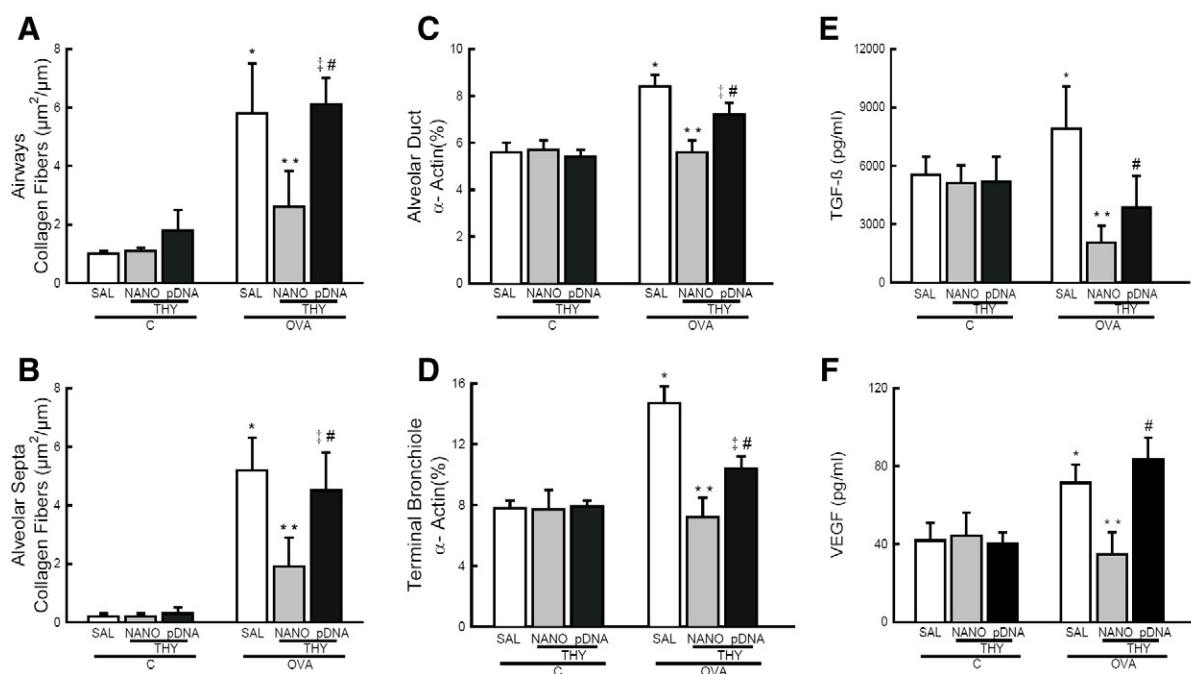 A
Airways
Collagen Fibers (µm²/µm)
8
6
4
2
0
*
**
‡ #
SAL NANO pDNA SAL NANO pDNA
THY THY
C OVA
B
Alveolar Septa
Collagen Fibers (µm²/µm)
8
6
4
2
0
*
**
‡ #
SAL NANO pDNA SAL NANO pDNA
THY THY
C OVA
C
Alveolar Duct
α- Actin(%)
10
8
6
4
2
0
*
**
‡ #
SAL NANO pDNA SAL NANO pDNA
THY THY
C OVA
D
Terminal Bronchiole
α- Actin(%)
16
12
8
4
0
*
**
‡ #
SAL NANO pDNA SAL NANO pDNA
THY THY
C OVA
E
TGF-ß (pg/ml)
12000
9000
6000
3000
0
*
**
#
SAL NANO pDNA SAL NANO pDNA
THY THY
C OVA
F
VEGF (pg/ml)
120
80
40
0
*
**
#
SAL NANO pDNA SAL NANO pDNA
THY THY
C OVA